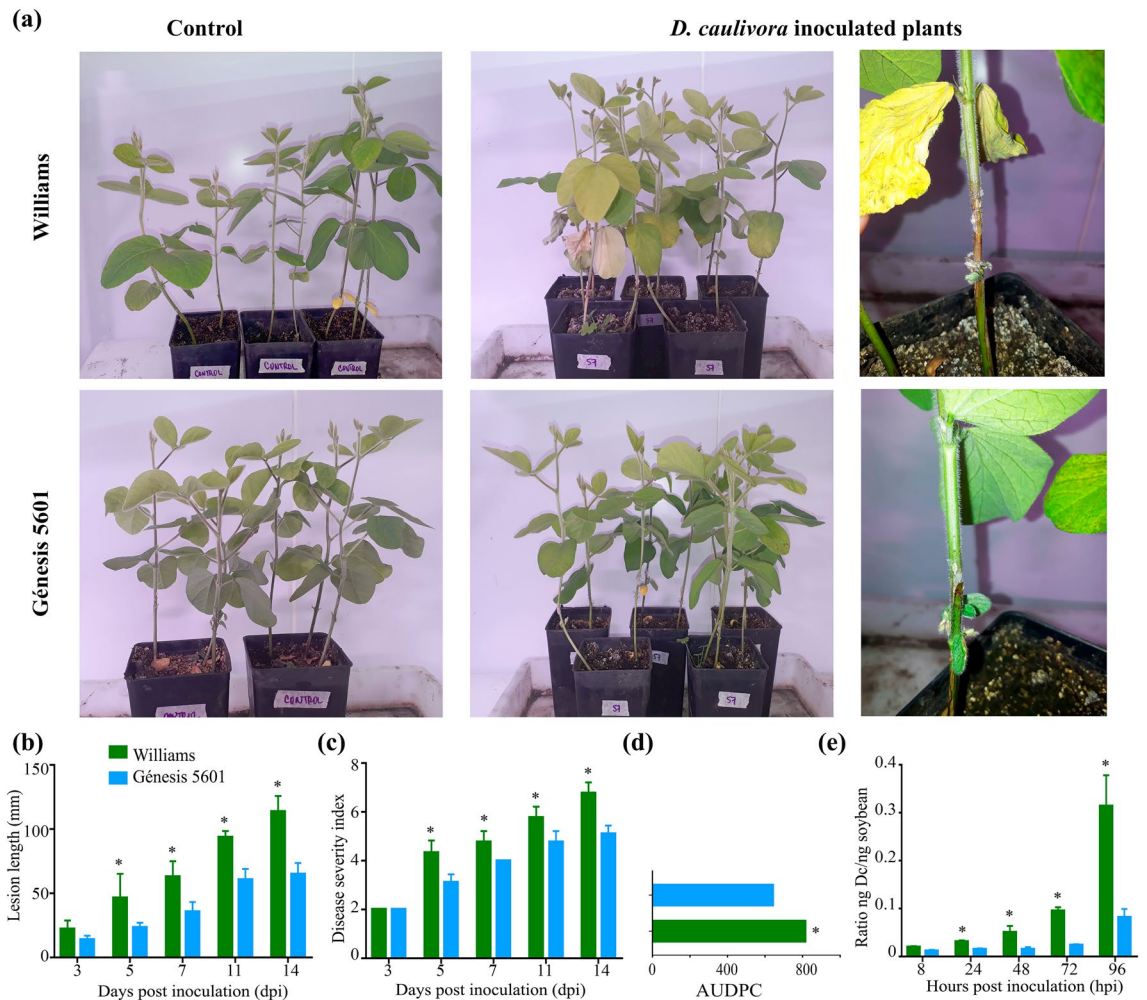 (a)
Control
D. caulivora inoculated plants
Williams
CONTROL
CONTROL
CONTROL
57
57
57
Génesis 5601
CONTROL
CONTROL
57
57
57
(b)
Williams
Génesis 5601
Lesion length (mm)
150
100
50
0
3 5 7 11 14
Days post inoculation (dpi)
* * * *
(c)
Disease severity index
8
6
4
2
0
3 5 7 11 14
Days post inoculation (dpi)
* * * *
(d)
*
0 400 800
AUDPC
(e)
Ratio ng Dc/ng soybean
0.4
0.3
0.2
0.1
0
8 24 48 72 96
Hours post inoculation (hpi)
* * * *